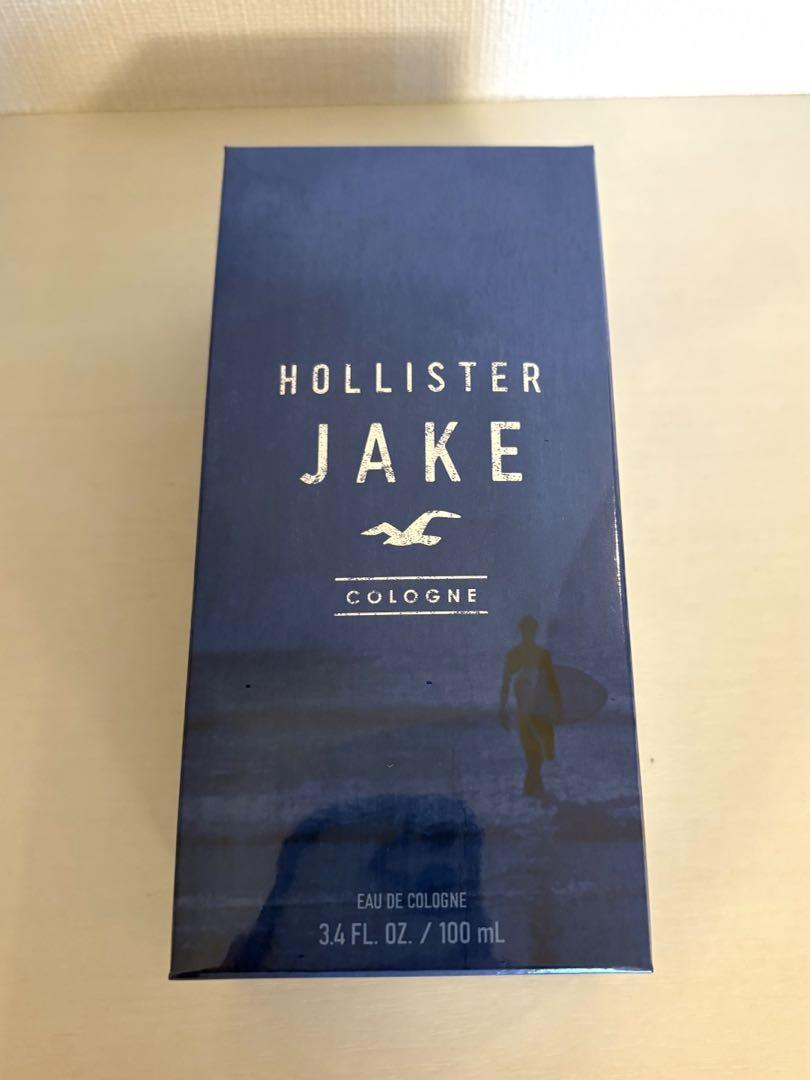 HOLLISTER
JAKE
COLOGNE
EAU DE COLOGNE
3.4 FL. OZ. / 100 mL